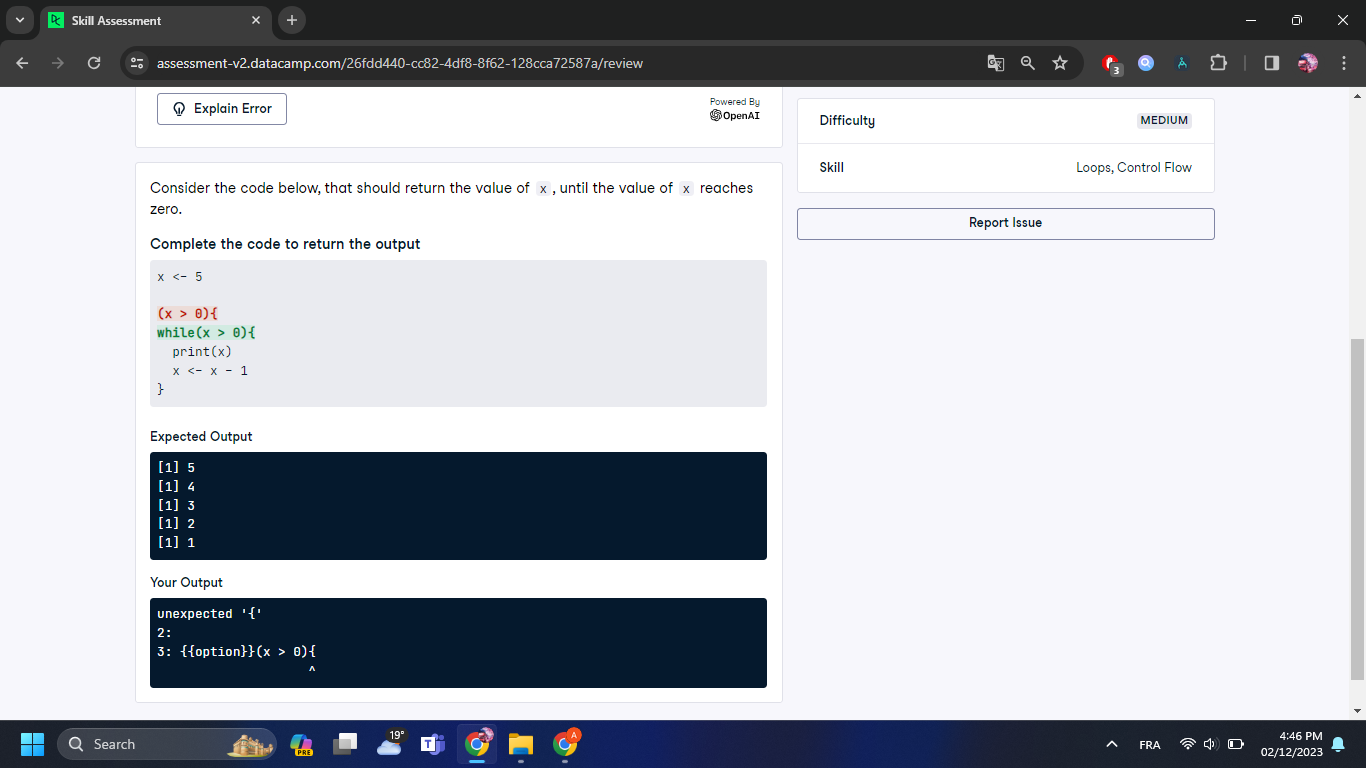 Skill Assessment
assessment-v2.datacamp.com/26fdd440-cc82-4df8-8f62-128cca72587a/review
3
Explain Error
Powered By
OpenAI
Difficulty
MEDIUM
Skill
Loops, Control Flow
Report Issue
Consider the code below, that should return the value of x, until the value of x reaches
zero.
Complete the code to return the output
x <- 5
(x > 0){
while(x > 0){
print(x)
x <- x - 1
}
Expected Output
[1] 5
[1] 4
[1] 3
[1] 2
[1] 1
Your Output
unexpected '{'
2:
3: {{option}}(x > 0){
^
Search
PRE
19°
A
FRA
4:46 PM
02/12/2023